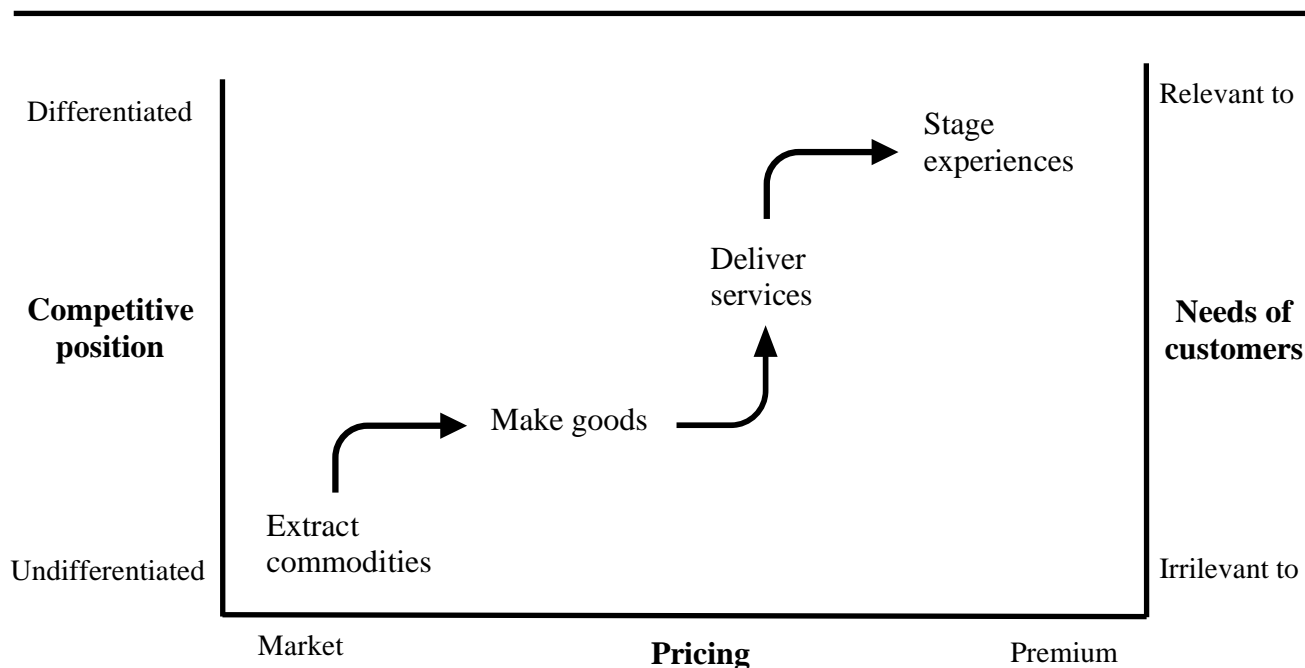 Differentiated
Relevant to
Stage
experiences
Deliver
services
Competitive
position
Needs of
customers
Make goods
Extract
commodities
Undifferentiated
Irrilevant to
Market
Pricing
Premium